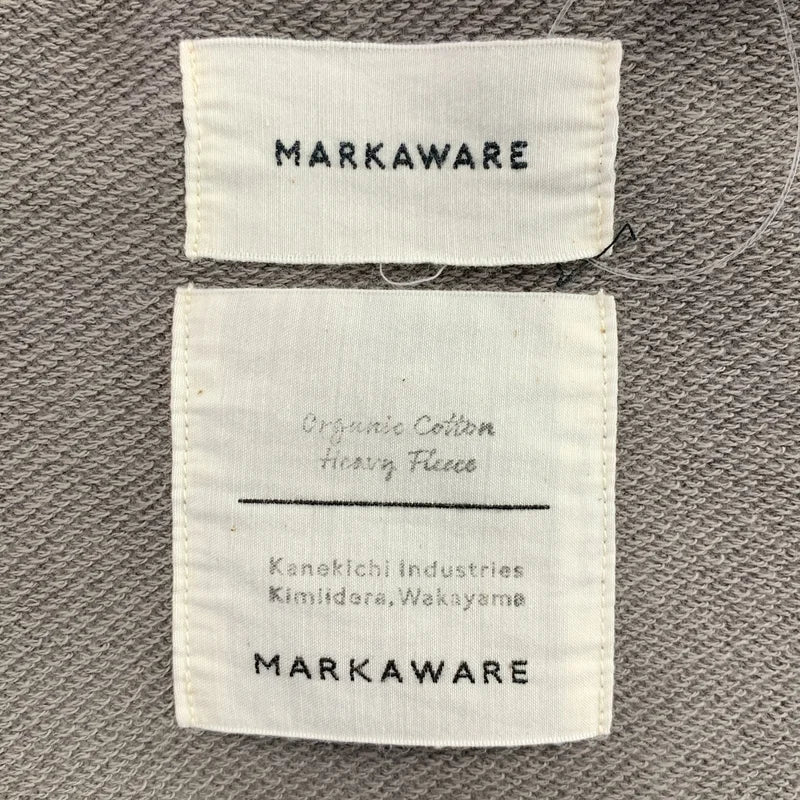 MARKAWARE
Organic Cotton
Heavy Fleece
Kanekichi Industries
Kimiidera, Wakayama
MARKAWARE